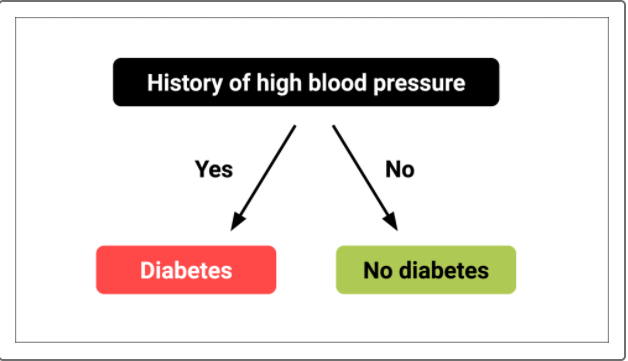 History of high blood pressure
Yes
No
Diabetes
No diabetes